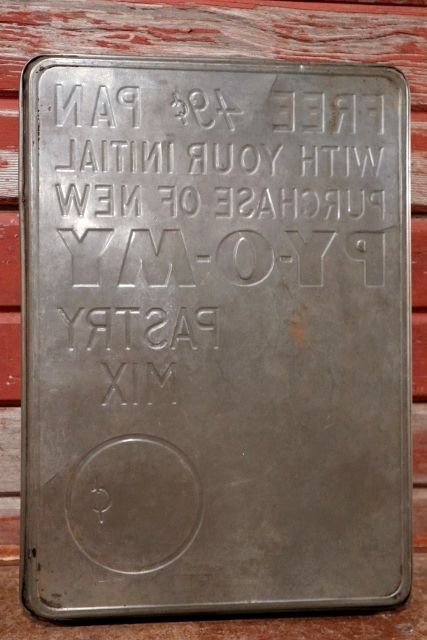 FREE 49¢ PAN
WITH YOUR INITIAL
PURCHASE OF NEW
PY-O-MY
PASTRY
MIX
¢